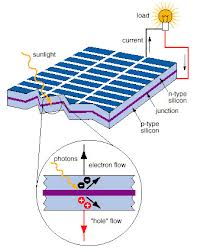 load
sunlight
current
n-type
silicon
junction
p-type
silicon
photons
electron flow
"hole" flow